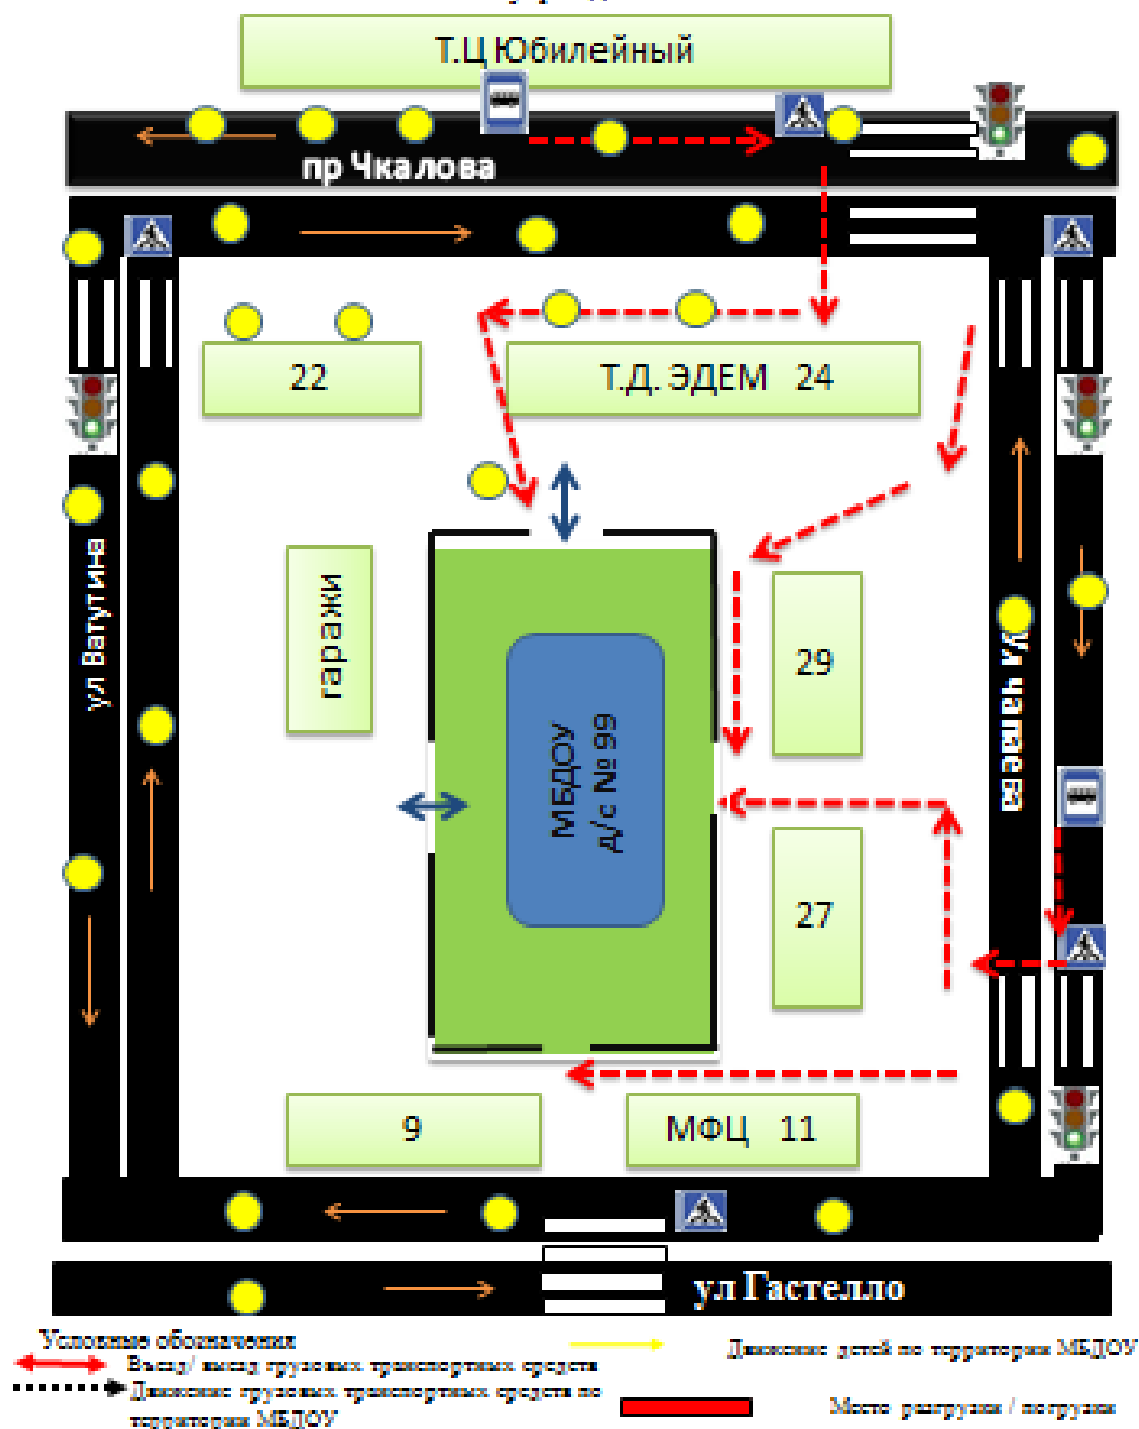 Т.Ц Юбилейный
пр Чкалова
22
Т.Д. ЭДЕМ 24
ул Ватутина
гаражи
МБДОУ
д/с № 99
29
Ул чапаева
27
9
МФЦ 11
ул Гастелло
Условные обозначения
Въезд/ выезд грузовых транспортных средств
Движение грузовых транспортных средств по
территории МБДОУ
Движение детей по территории МБДОУ
Место разгрузки / погрузки